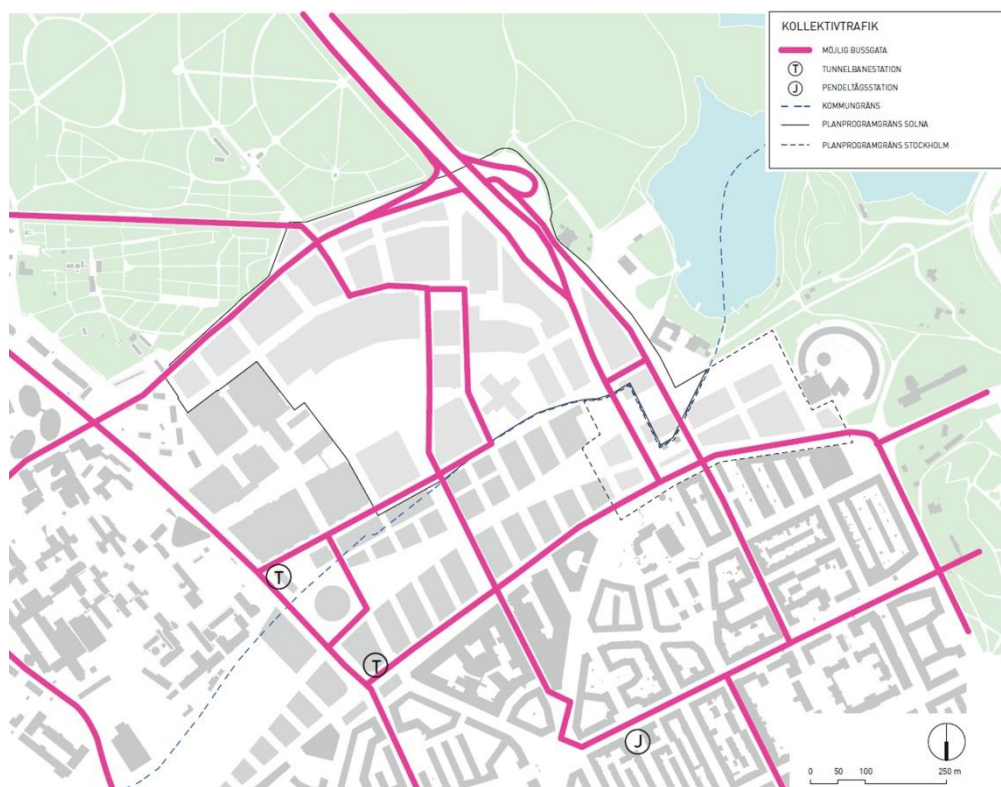 KOLLEKTIVTRAFIK
MÖJLIG BUSSGATA
T TUNNELBANESTATION
J PENDELTÅGSSTATION
KOMMUNGRÄNS
PLANPROGRAMGRÄNS SOLNA
PLANPROGRAMGRÄNS STOCKHOLM
T
T
J
0 50 100 250 m